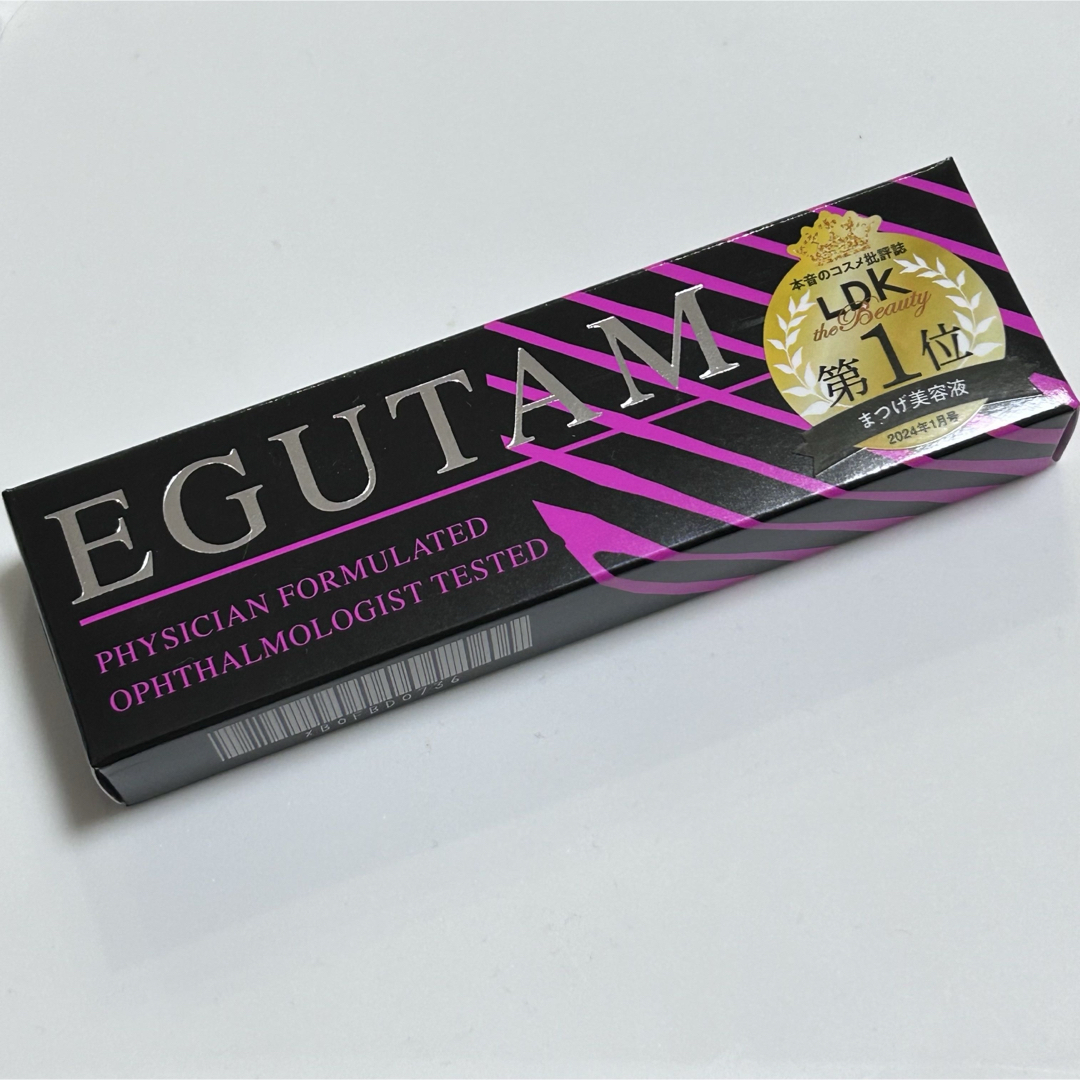 EGUTAM
PHYSICIAN FORMULATED
OPHTHALMOLOGIST TESTED
本音のコスメ批評誌
LDK
the Beauty
第1位
まつげ美容液
2024年1月号